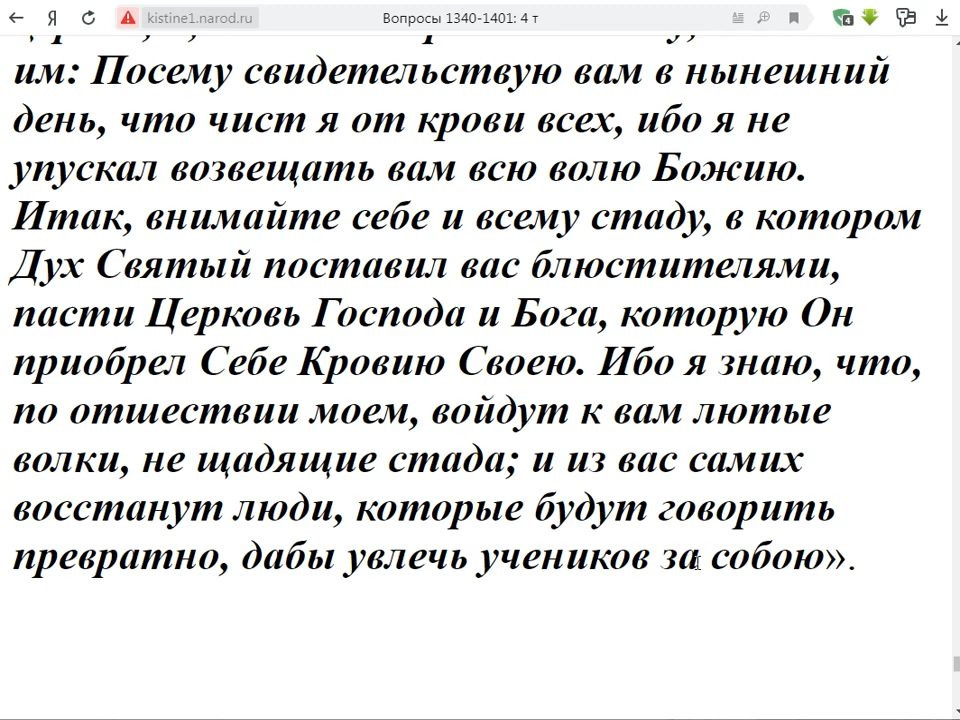 Я
kistine1.narod.ru
Вопросы 1340-1401: 4 т
4
им: Посему свидетельствую вам в нынешний
день, что чист я от крови всех, ибо я не
упускал возвещать вам всю волю Божию.
Итак, внимайте себе и всему стаду, в котором
Дух Святый поставил вас блюстителями,
пасти Церковь Господа и Бога, которую Он
приобрел Себе Кровию Своею. Ибо я знаю, что,
по отшествии моем, войдут к вам лютые
волки, не щадящие стада; и из вас самих
восстанут люди, которые будут говорить
превратно, дабы увлечь учеников за собою».